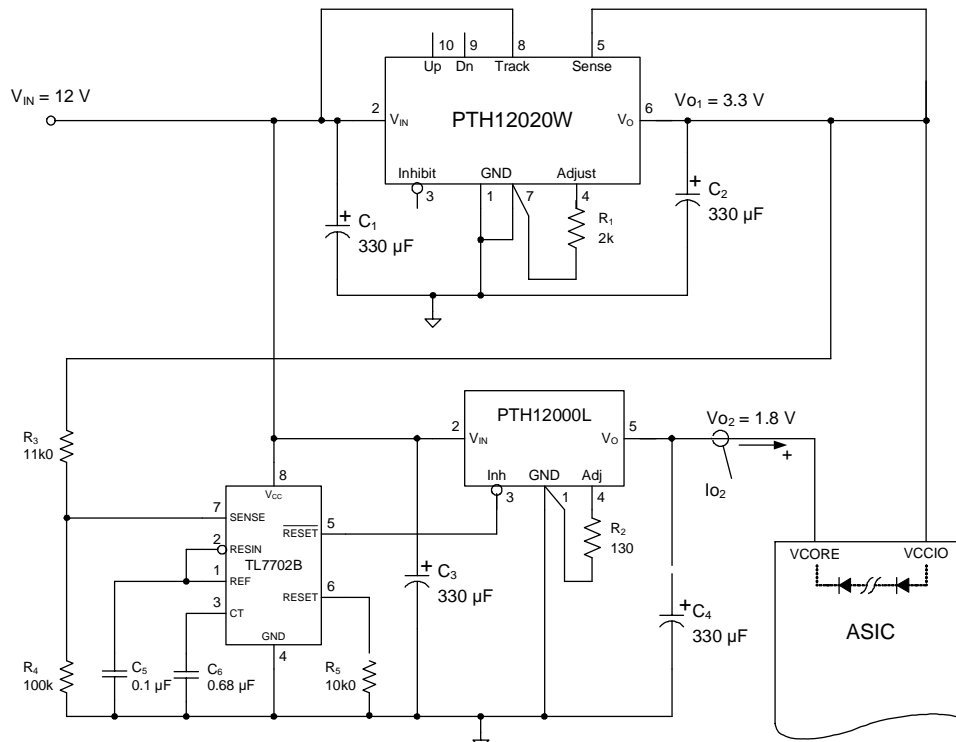 10 9 8 5
Up Dn Track Sense
V_IN = 12 V
2 V_IN PTH12020W V_O 6 Vo₁ = 3.3 V
Inhibit GND Adjust
3 1 7 4
+ C₁
330 µF
R₁
2k
+ C₂
330 µF
R₃
11k0
PTH12000L
2 V_IN V_O 5 Vo₂ = 1.8 V
+
Io₂
Inh GND Adj
3 1 4
R₂
130
8
V_CC
7 SENSE
RESET 5
2 RESIN
TL7702B
1 REF
RESET 6
3 CT
GND
4
+ C₃
330 µF
+ C₄
330 µF
R₄
100k
C₅
0.1 µF
C₆
0.68 µF
R₅
10k0
VCORE VCCIO
ASIC